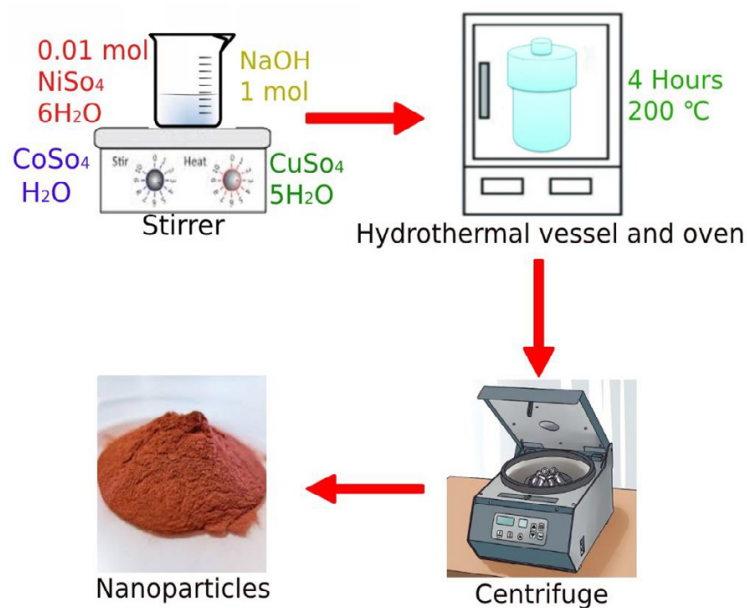 0.01 mol
NiSo₄
6H₂O
NaOH
1 mol
CoSo₄
H₂O
Stir
Heat
CuSo₄
5H₂O
Stirrer
4 Hours
200 °C
Hydrothermal vessel and oven
Nanoparticles
Centrifuge